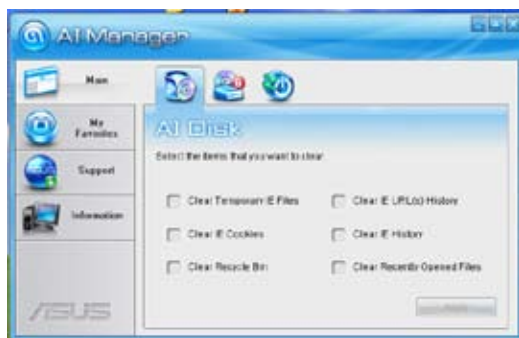 AI Manager
Main
My
Favorites
Support
Information
AI Disk
Select the items that you want to clear
Clear Temporary IE Files
Clear IE URL(s) History
Clear IE Cookies
Clear IE History
Clear Recycle Bin
Clear Recently Opened Files
ASUS